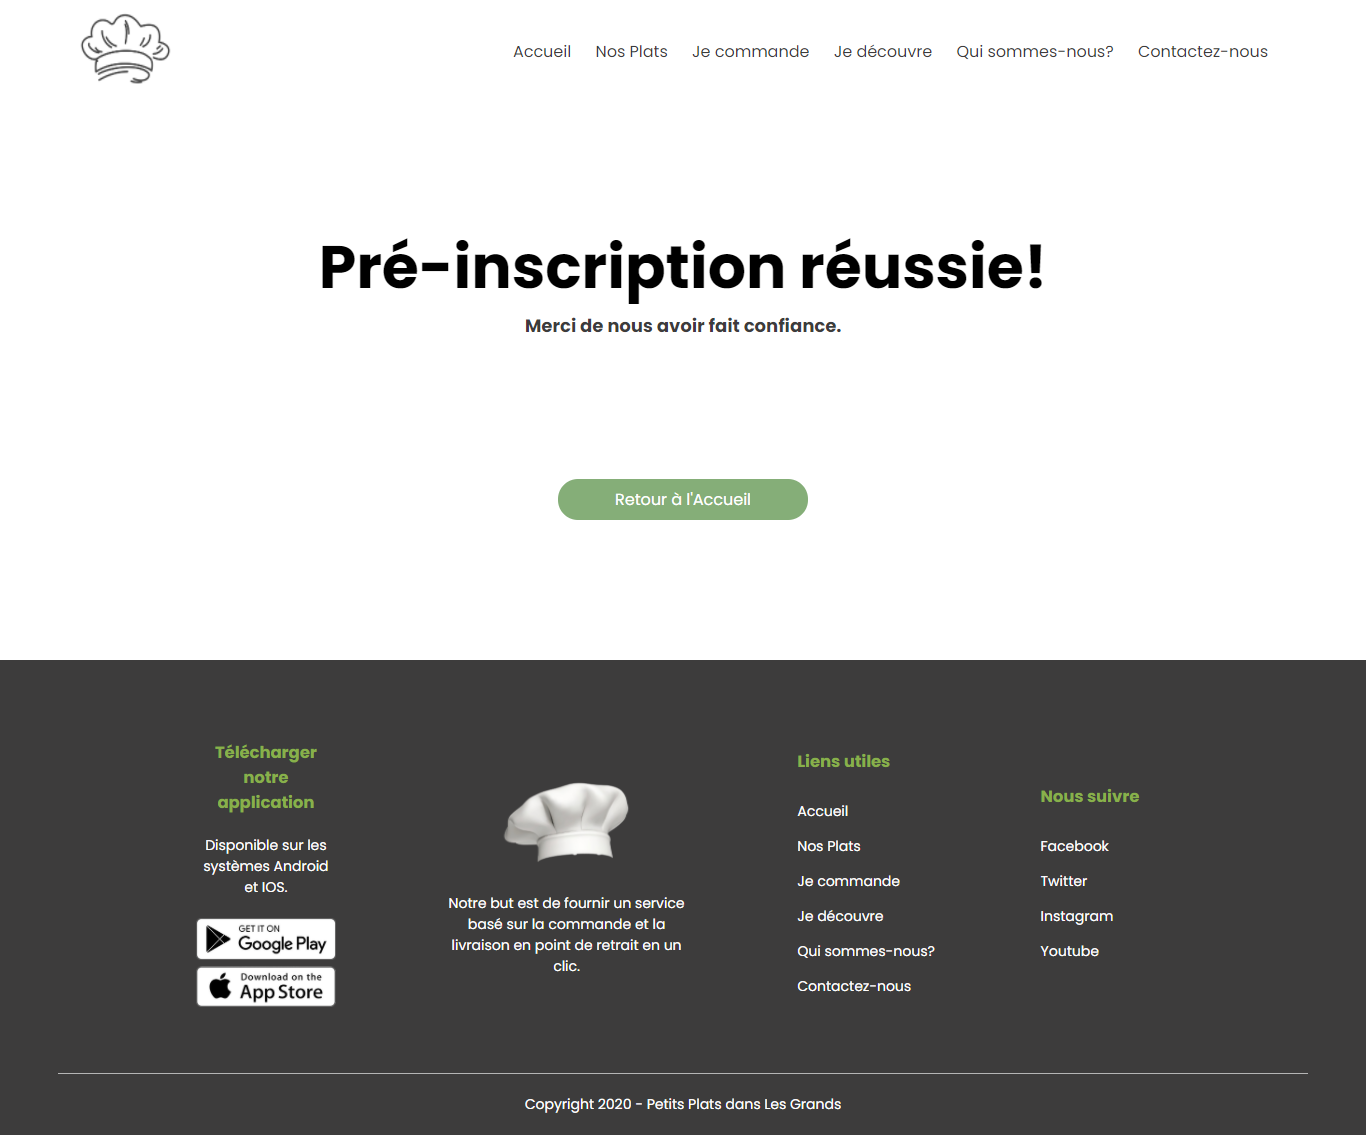 Accueil Nos Plats Je commande Je découvre Qui sommes-nous? Contactez-nous
Pré-inscription réussie!
Merci de nous avoir fait confiance.
Retour à l'Accueil
Télécharger
notre
application
Disponible sur les
systèmes Android
et IOS.
GET IT ON
Google Play
Download on the
App Store
Notre but est de fournir un service
basé sur la commande et la
livraison en point de retrait en un
clic.
Liens utiles
Accueil
Nos Plats
Je commande
Je découvre
Qui sommes-nous?
Contactez-nous
Nous suivre
Facebook
Twitter
Instagram
Youtube
Copyright 2020 - Petits Plats dans Les Grands